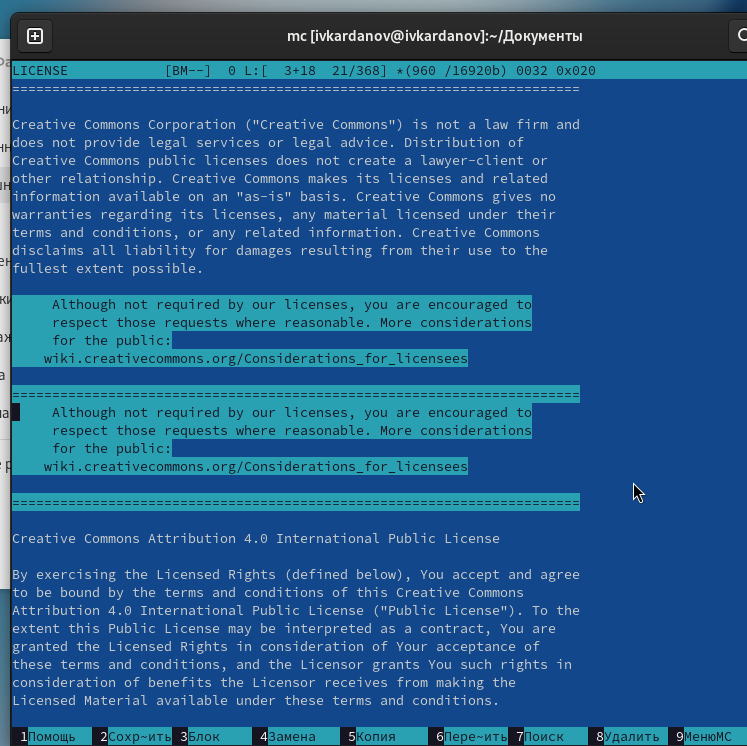 mc [ivkardanov@ivkardanov]:~/Документы
LICENSE [BM--] 0 L:[ 3+18 21/368] *(960 /16920b) 0032 0x020
=======================================================================
Creative Commons Corporation ("Creative Commons") is not a law firm and
does not provide legal services or legal advice. Distribution of
Creative Commons public licenses does not create a lawyer-client or
other relationship. Creative Commons makes its licenses and related
information available on an "as-is" basis. Creative Commons gives no
warranties regarding its licenses, any material licensed under their
terms and conditions, or any related information. Creative Commons
disclaims all liability for damages resulting from their use to the
fullest extent possible.
Although not required by our licenses, you are encouraged to
respect those requests where reasonable. More considerations
for the public:
wiki.creativecommons.org/Considerations_for_licensees
=======================================================================
Although not required by our licenses, you are encouraged to
respect those requests where reasonable. More considerations
for the public:
wiki.creativecommons.org/Considerations_for_licensees
=======================================================================
Creative Commons Attribution 4.0 International Public License
By exercising the Licensed Rights (defined below), You accept and agree
to be bound by the terms and conditions of this Creative Commons
Attribution 4.0 International Public License ("Public License"). To the
extent this Public License may be interpreted as a contract, You are
granted the Licensed Rights in consideration of Your acceptance of
these terms and conditions, and the Licensor grants You such rights in
consideration of benefits the Licensor receives from making the
Licensed Material available under these terms and conditions.
1Помощь 2Сохр~ить 3Блок 4Замена 5Копия 6Пере~ить 7Поиск 8Удалить 9МенюMC